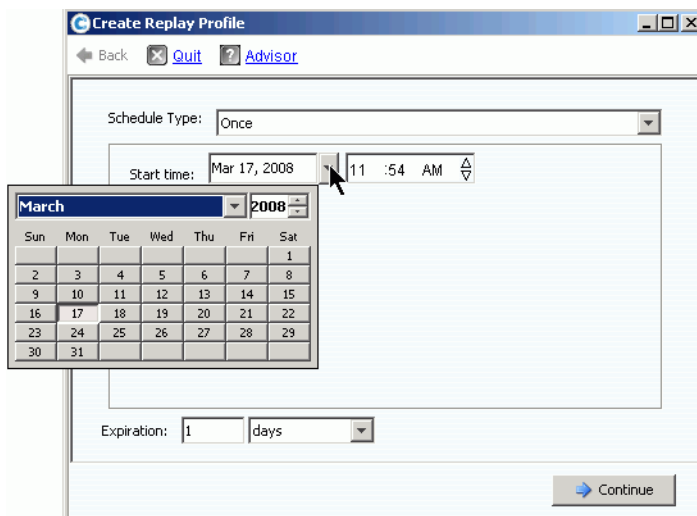 Create Replay Profile
Back Quit Advisor
Schedule Type: Once
Start time: Mar 17, 2008 11 :54 AM
March 2008
Sun Mon Tue Wed Thu Fri Sat
1
2 3 4 5 6 7 8
9 10 11 12 13 14 15
16 17 18 19 20 21 22
23 24 25 26 27 28 29
30 31
Expiration: 1 days
Continue